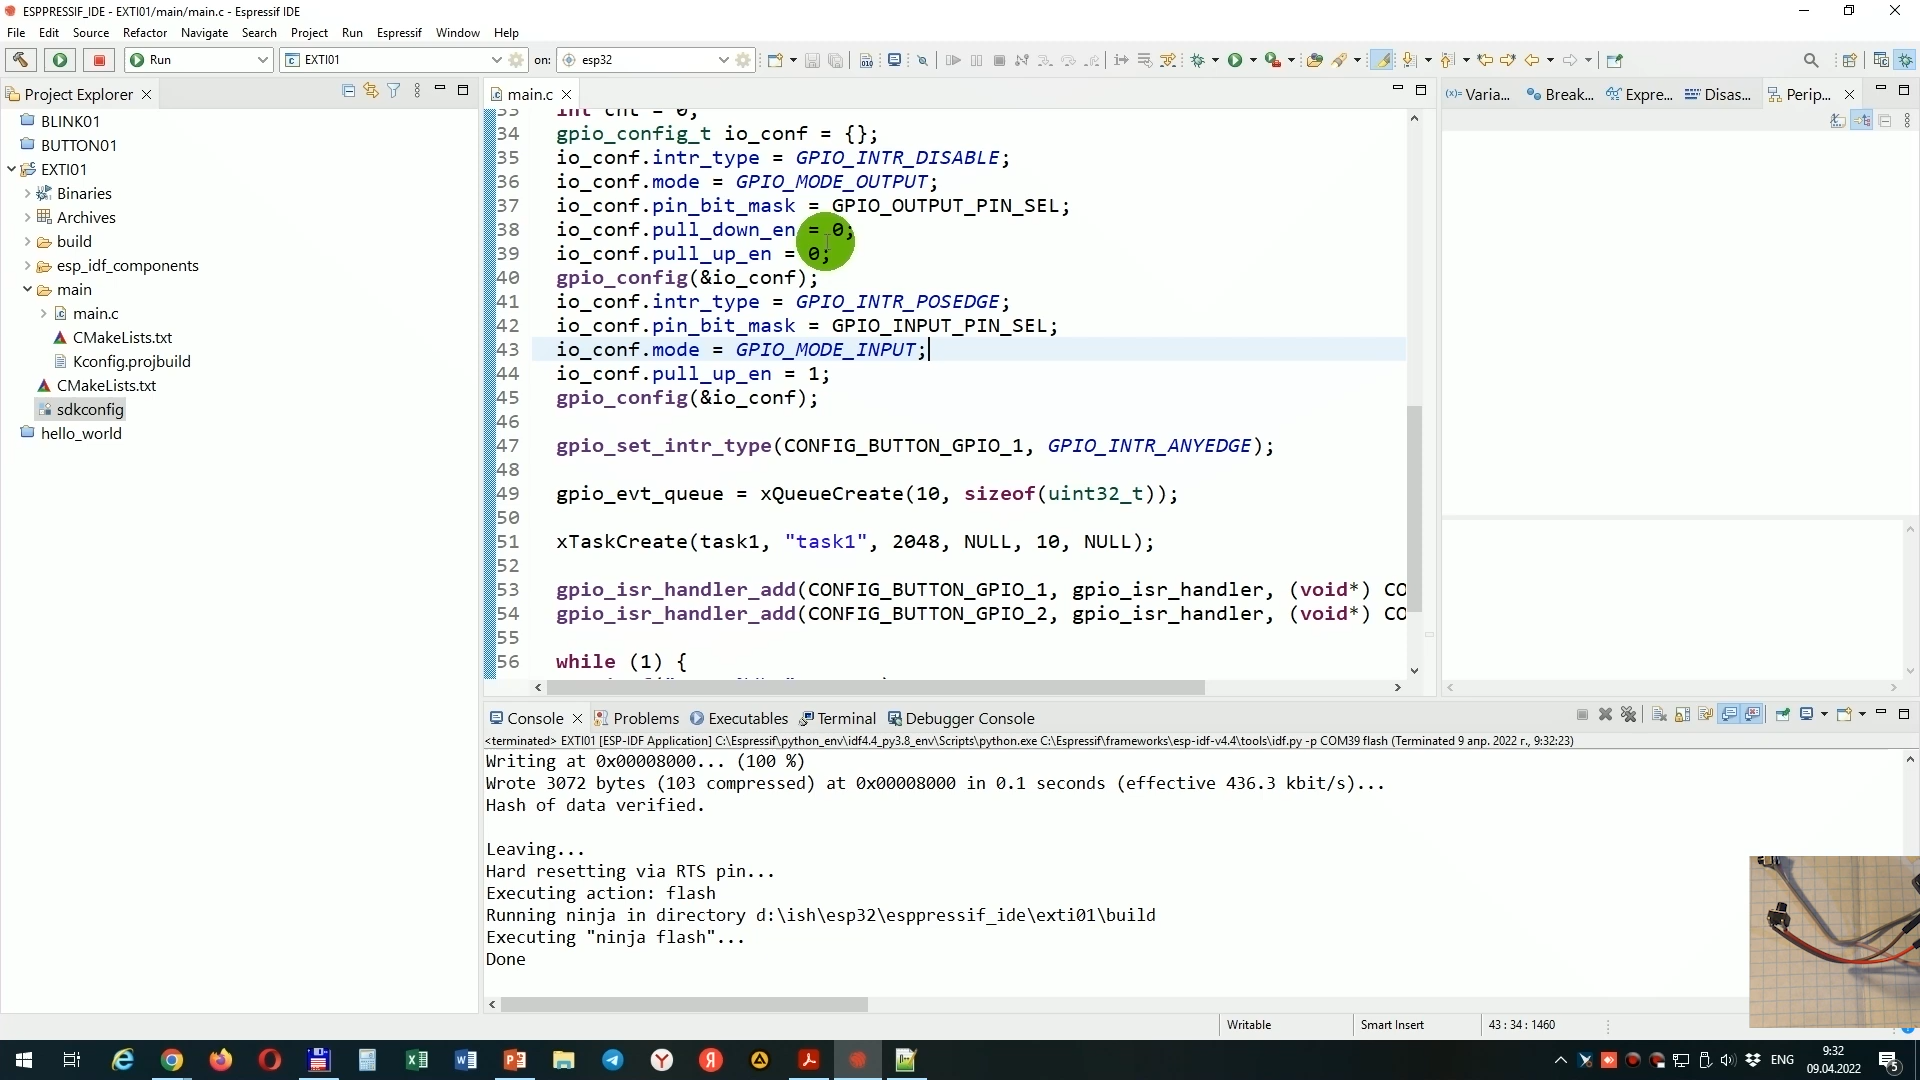 ESPPRESSIF_IDE - EXTI01/main/main.c - Espressif IDE
File Edit Source Refactor Navigate Search Project Run Espressif Window Help
Run
EXTI01
on:
esp32
Project Explorer
BLINK01
BUTTON01
EXTI01
Binaries
Archives
build
esp_idf_components
main
main.c
CMakeLists.txt
Kconfig.projbuild
CMakeLists.txt
sdkconfig
hello_world
main.c
33 int cnt = 0;
34 gpio_config_t io_conf = {};
35 io_conf.intr_type = GPIO_INTR_DISABLE;
36 io_conf.mode = GPIO_MODE_OUTPUT;
37 io_conf.pin_bit_mask = GPIO_OUTPUT_PIN_SEL;
38 io_conf.pull_down_en = 0;
39 io_conf.pull_up_en = 0;
40 gpio_config(&io_conf);
41 io_conf.intr_type = GPIO_INTR_POSEDGE;
42 io_conf.pin_bit_mask = GPIO_INPUT_PIN_SEL;
43 io_conf.mode = GPIO_MODE_INPUT;
44 io_conf.pull_up_en = 1;
45 gpio_config(&io_conf);
46
47 gpio_set_intr_type(CONFIG_BUTTON_GPIO_1, GPIO_INTR_ANYEDGE);
48
49 gpio_evt_queue = xQueueCreate(10, sizeof(uint32_t));
50
51 xTaskCreate(task1, "task1", 2048, NULL, 10, NULL);
52
53 gpio_isr_handler_add(CONFIG_BUTTON_GPIO_1, gpio_isr_handler, (void*) CO
54 gpio_isr_handler_add(CONFIG_BUTTON_GPIO_2, gpio_isr_handler, (void*) CO
55
56 while (1) {
Varia... Break... Expre... Disas... Perip...
Console Problems Executables Terminal Debugger Console
<terminated> EXTI01 [ESP-IDF Application] C:\Espressif\python_env\idf4.4_py3.8_env\Scripts\python.exe C:\Espressif\frameworks\esp-idf-v4.4\tools\idf.py -p COM39 flash (Terminated 9 апр. 2022 г., 9:32:23)
Writing at 0x00008000... (100 %)
Wrote 3072 bytes (103 compressed) at 0x00008000 in 0.1 seconds (effective 436.3 kbit/s)...
Hash of data verified.
Leaving...
Hard resetting via RTS pin...
Executing action: flash
Running ninja in directory d:\ish\esp32\esppressif_ide\exti01\build
Executing "ninja flash"...
Done
Writable
Smart Insert
43 : 34 : 1460
ENG
9:32
09.04.2022
5